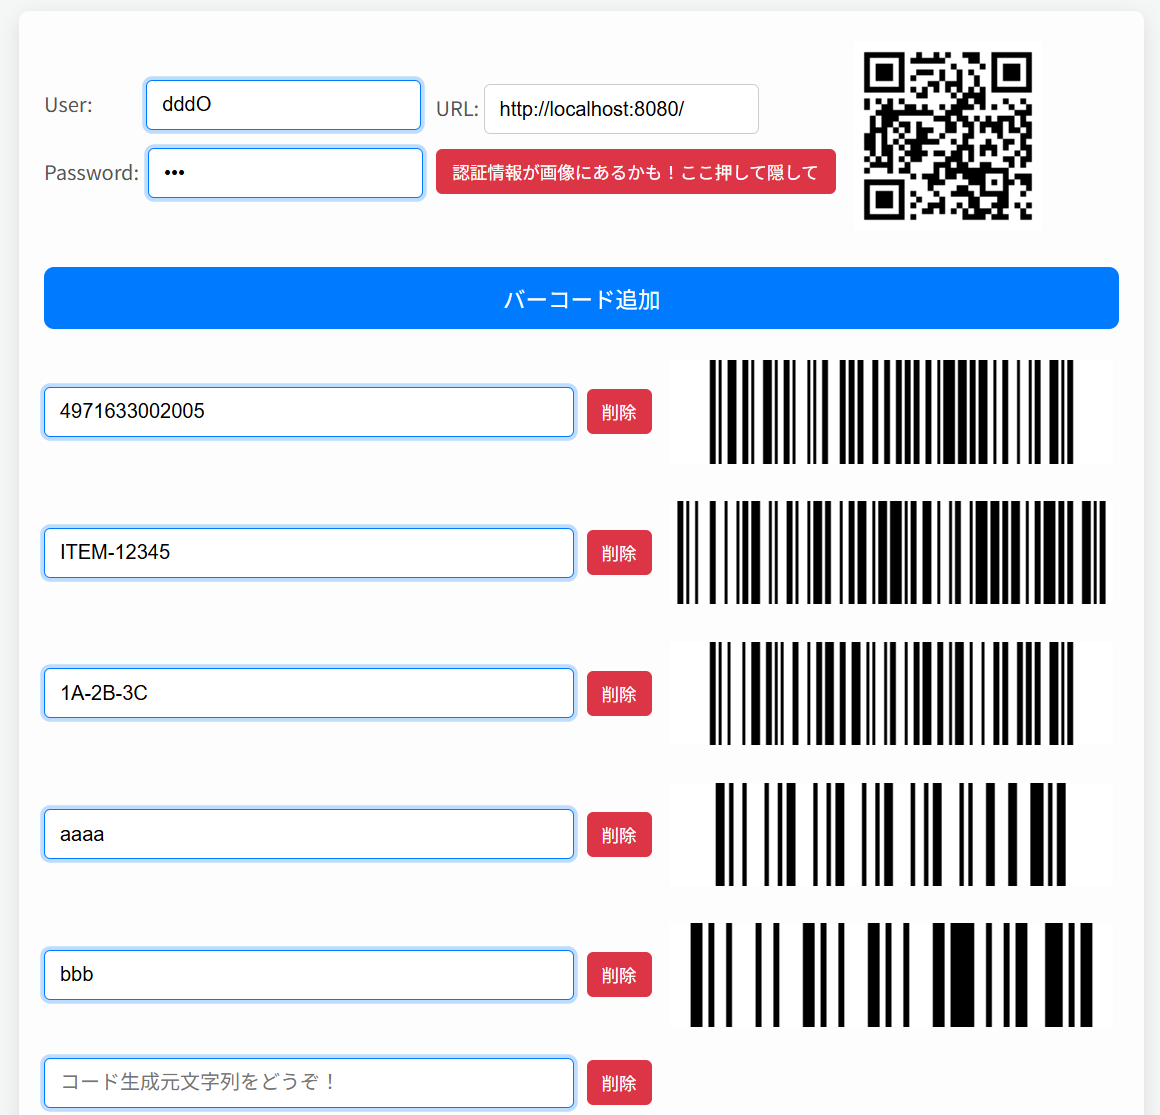 User: dddO URL: http://localhost:8080/
Password: ••• 認証情報が画像にあるかも！ここ押して隠して
バーコード追加
4971633002005 削除
ITEM-12345 削除
1A-2B-3C 削除
aaaa 削除
bbb 削除
コード生成元文字列をどうぞ！ 削除